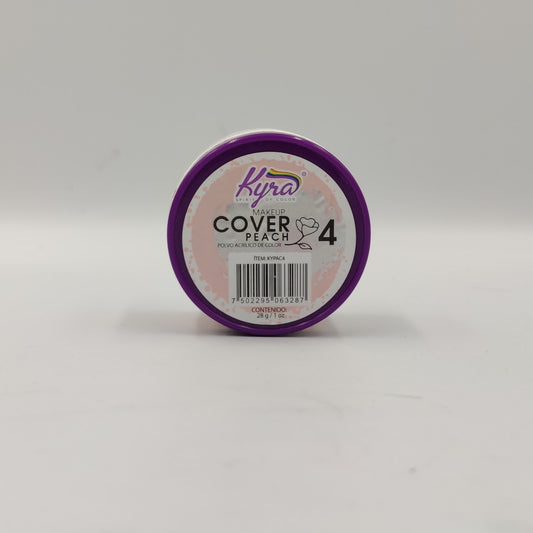 Kyra®
SPIRIT OF COLOR
MAKEUP
COVER 4
PEACH
POLVO ACRÍLICO DE COLOR
ÍTEM: KYPAC4
7 502295 063287
CONTENIDO:
28 g / 1 oz.